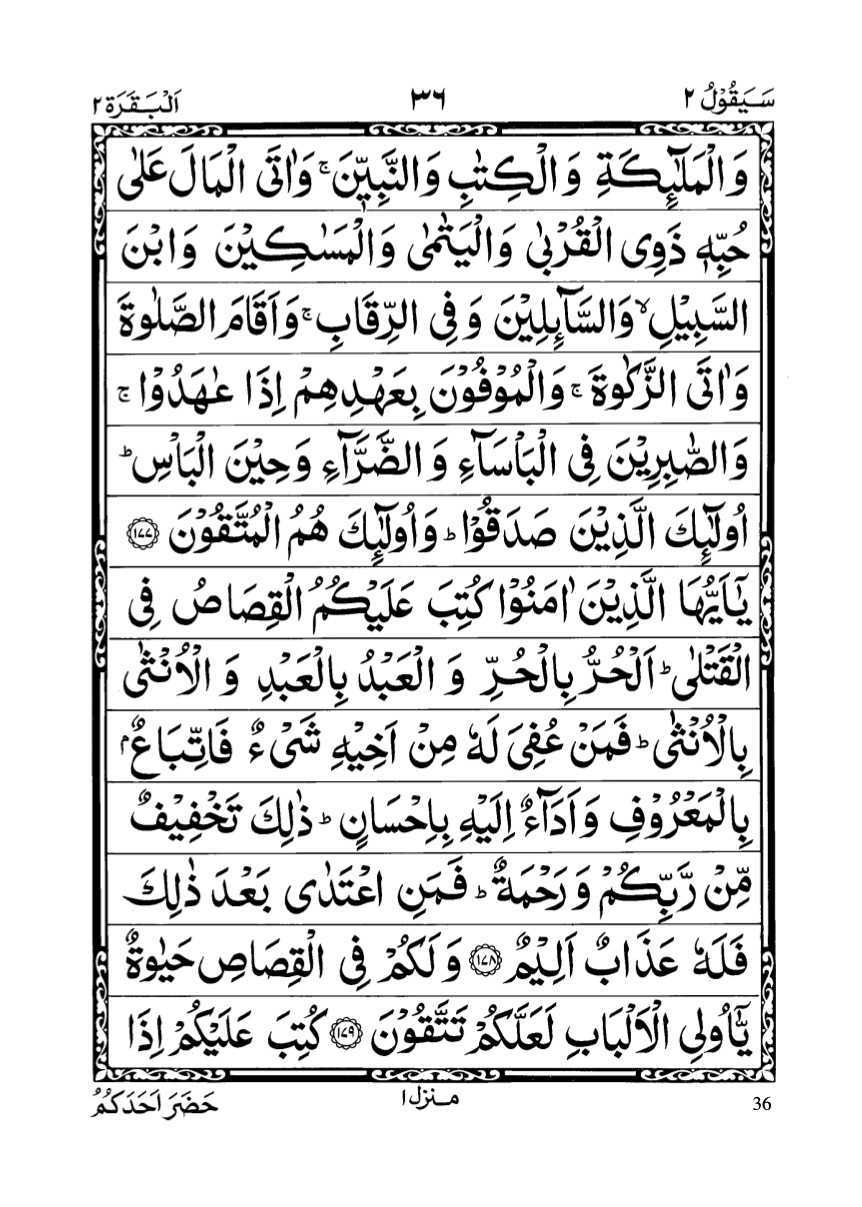 سَيَقُوْلُ ٢
٣٦
اَلْبَقَرَة ٢
وَالْمَلٰٓئِكَةِ وَالْكِتٰبِ وَالنَّبِيّٖنَ ۚ وَاٰتَى الْمَالَ عَلٰى
حُبِّهٖ ذَوِى الْقُرْبٰى وَالْيَتٰمٰى وَالْمَسٰكِيْنَ وَابْنَ
السَّبِيْلِ ۙ وَالسَّآئِلِيْنَ وَفِى الرِّقَابِ ۚ وَاَقَامَ الصَّلٰوةَ
وَاٰتَى الزَّكٰوةَ ۚ وَالْمُوْفُوْنَ بِعَهْدِهِمْ اِذَا عٰهَدُوْا ۚ
وَالصّٰبِرِيْنَ فِى الْبَاْسَآءِ وَالضَّرَّآءِ وَحِيْنَ الْبَاْسِ ؕ
اُولٰٓئِكَ الَّذِيْنَ صَدَقُوْا ؕ وَاُولٰٓئِكَ هُمُ الْمُتَّقُوْنَ ۝١٧٧
يٰٓاَيُّهَا الَّذِيْنَ اٰمَنُوْا كُتِبَ عَلَيْكُمُ الْقِصَاصُ فِى
الْقَتْلٰى ؕ اَلْحُرُّ بِالْحُرِّ وَالْعَبْدُ بِالْعَبْدِ وَالْاُنْثٰى
بِالْاُنْثٰى ؕ فَمَنْ عُفِىَ لَهٗ مِنْ اَخِيْهِ شَىْءٌ فَاتِّبَاعٌۢ
بِالْمَعْرُوْفِ وَاَدَآءٌ اِلَيْهِ بِاِحْسَانٍ ؕ ذٰلِكَ تَخْفِيْفٌ
مِّنْ رَّبِّكُمْ وَرَحْمَةٌ ؕ فَمَنِ اعْتَدٰى بَعْدَ ذٰلِكَ
فَلَهٗ عَذَابٌ اَلِيْمٌ ۝١٧٨ وَلَكُمْ فِى الْقِصَاصِ حَيٰوةٌ
يّٰٓاُولِى الْاَلْبَابِ لَعَلَّكُمْ تَتَّقُوْنَ ۝١٧٩ كُتِبَ عَلَيْكُمْ اِذَا
36
منزل ١
حَضَرَ اَحَدَكُمُ